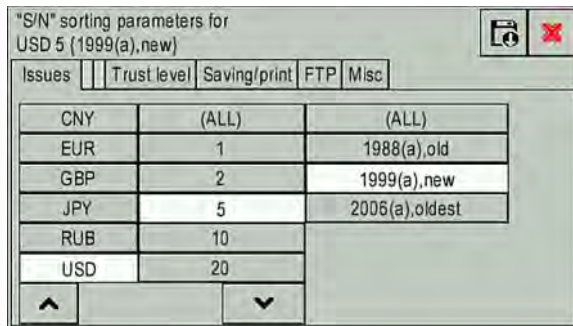 "S/N" sorting parameters for
USD 5 {1999(a),new}
Issues Trust level Saving/print FTP Misc
CNY (ALL) (ALL)
EUR 1 1988(a),old
GBP 2 1999(a),new
JPY 5 2006(a),oldest
RUB 10
USD 20